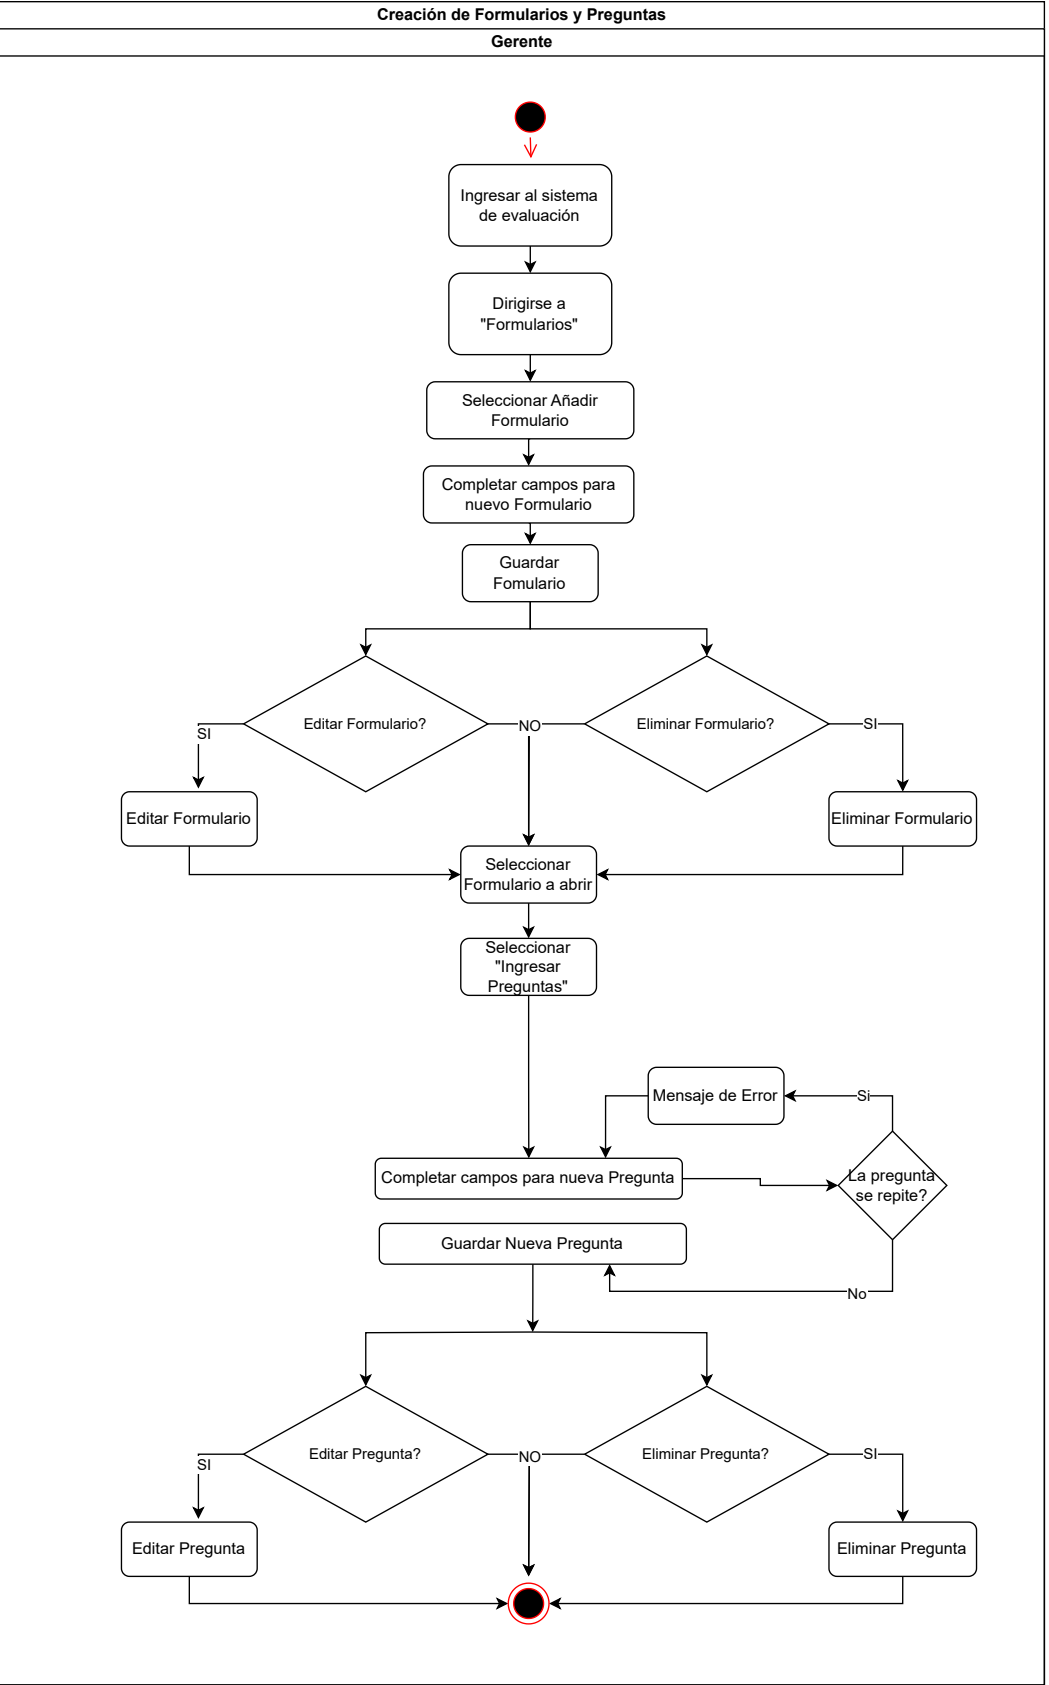 Creación de Formularios y Preguntas
Gerente
Ingresar al sistema
de evaluación
Dirigirse a
"Formularios"
Seleccionar Añadir
Formulario
Completar campos para
nuevo Formulario
Guardar
Fomulario
Editar Formulario?
NO
Eliminar Formulario?
SI
SI
Editar Formulario
Eliminar Formulario
Seleccionar
Formulario a abrir
Seleccionar
"Ingresar
Preguntas"
Mensaje de Error
Si
La pregunta
se repite?
Completar campos para nueva Pregunta
Guardar Nueva Pregunta
No
Editar Pregunta?
NO
Eliminar Pregunta?
SI
SI
Editar Pregunta
Eliminar Pregunta